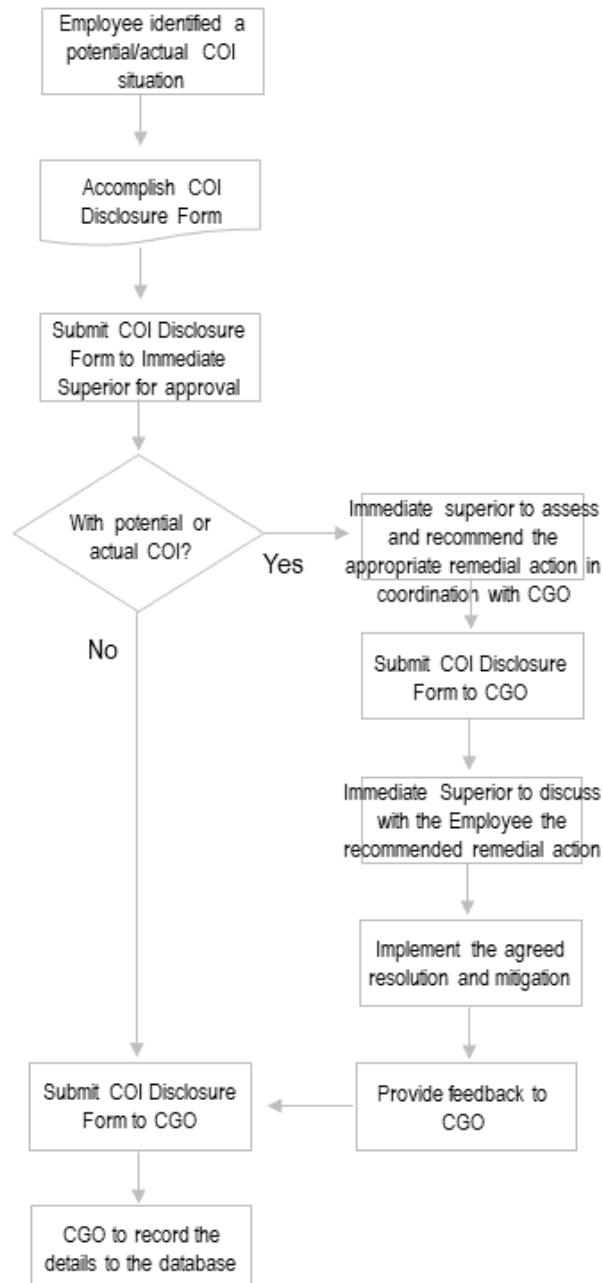 Employee identified a
potential/actual COI
situation
Accomplish COI
Disclosure Form
Submit COI Disclosure
Form to Immediate
Superior for approval
With potential or
actual COI?
Yes
No
Immediate superior to assess
and recommend the
appropriate remedial action in
coordination with CGO
Submit COI Disclosure
Form to CGO
Immediate Superior to discuss
with the Employee the
recommended remedial action
Implement the agreed
resolution and mitigation
Provide feedback to
CGO
Submit COI Disclosure
Form to CGO
CGO to record the
details to the database